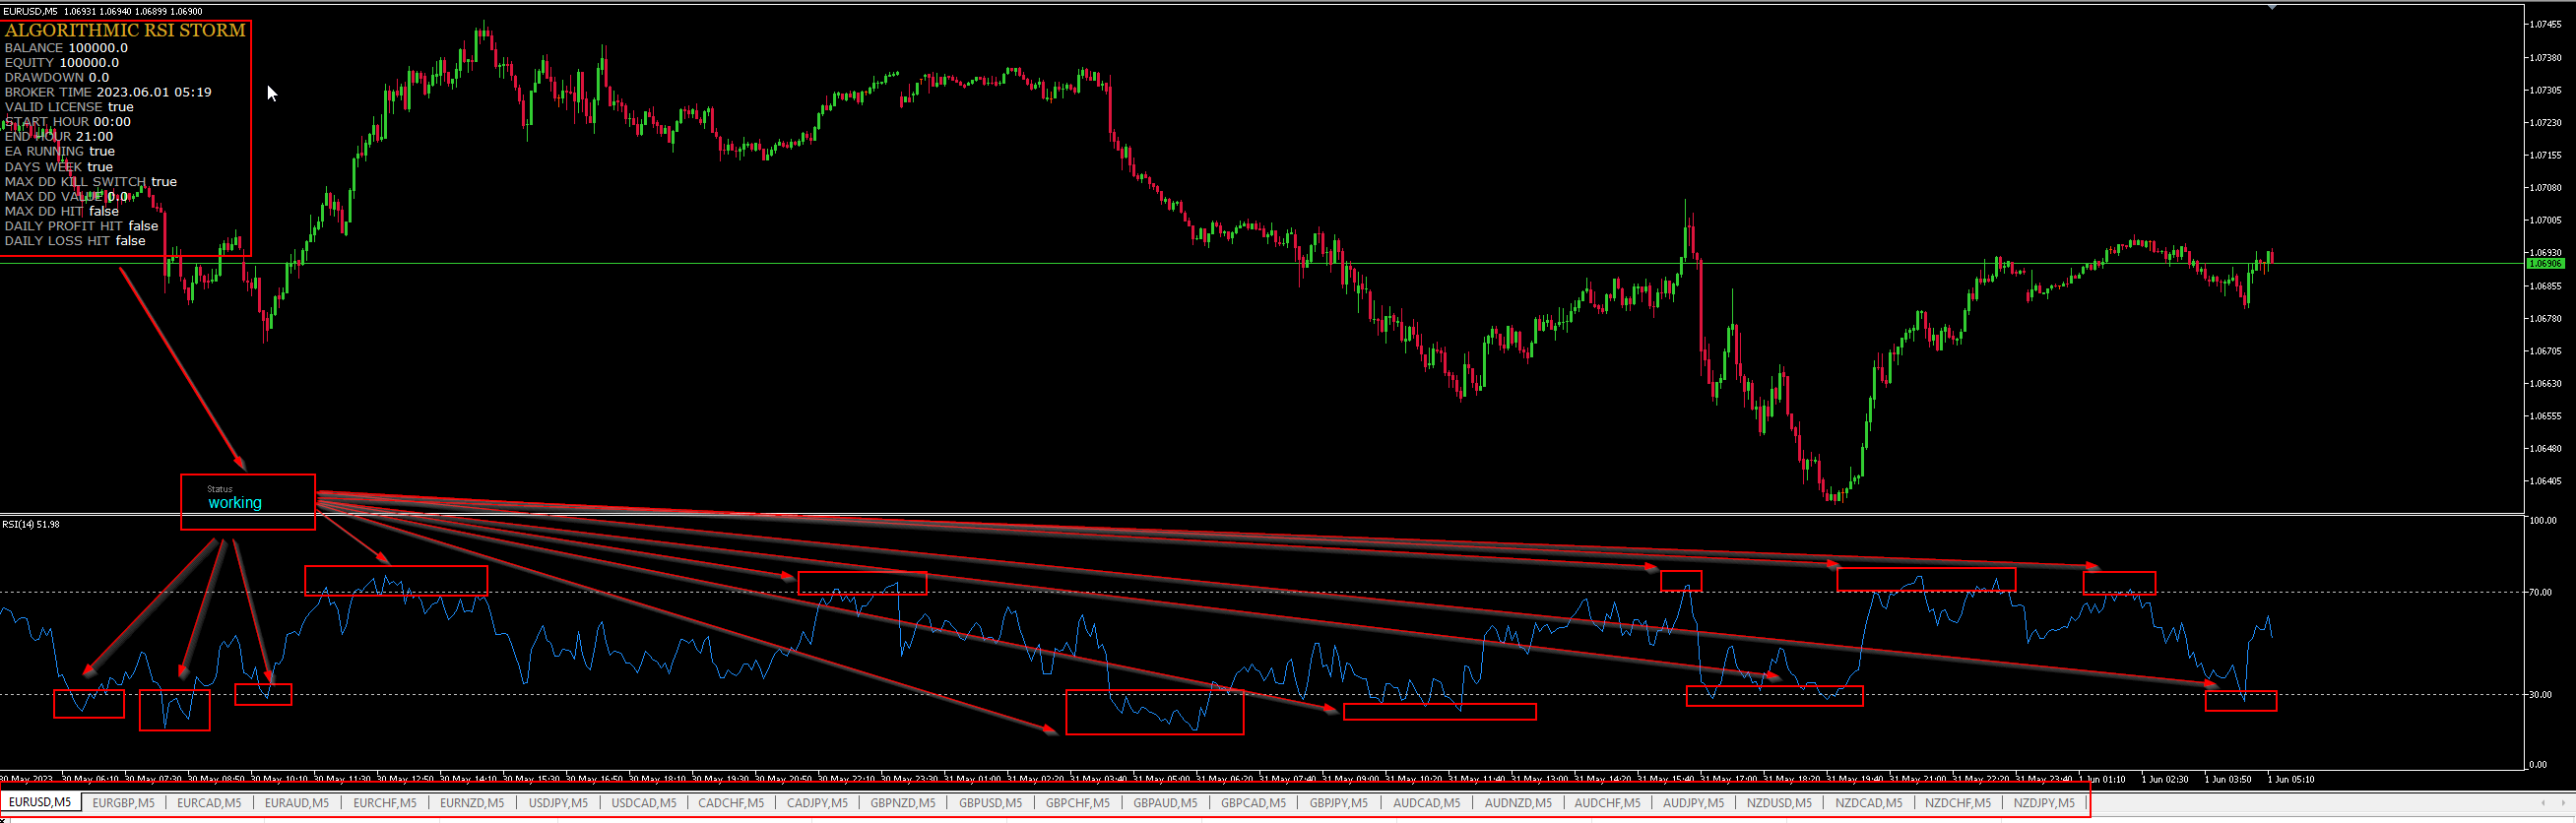 EURUSD,M5 1.06931 1.06940 1.06899 1.06900
ALGORITHMIC RSI STORM
BALANCE 100000.0
EQUITY 100000.0
DRAWDOWN 0.0
BROKER TIME 2023.06.01 05:19
VALID LICENSE true
START HOUR 00:00
END HOUR 21:00
EA RUNNING true
DAYS WEEK true
MAX DD KILL SWITCH true
MAX DD VALUE 0.0
MAX DD HIT false
DAILY PROFIT HIT false
DAILY LOSS HIT false
1.07455
1.07380
1.07305
1.07230
1.07155
1.07080
1.07005
1.06930
1.06906
1.06855
1.06780
1.06705
1.06630
1.06555
1.06480
1.06405
Status
working
RSI(14) 51.98
100.00
70.00
30.00
0.00
30 May 2023 30 May 06:10 30 May 07:30 30 May 08:50 30 May 10:10 30 May 11:30 30 May 12:50 30 May 14:10 30 May 15:30 30 May 16:50 30 May 18:10 30 May 19:30 30 May 20:50 30 May 22:10 30 May 23:30 31 May 01:00 31 May 02:20 31 May 03:40 31 May 05:00 31 May 06:20 31 May 07:40 31 May 09:00 31 May 10:20 31 May 11:40 31 May 13:00 31 May 14:20 31 May 15:40 31 May 17:00 31 May 18:20 31 May 19:40 31 May 21:00 31 May 22:20 31 May 23:40 1 Jun 01:10 1 Jun 02:30 1 Jun 03:50 1 Jun 05:10
EURUSD,M5 EURGBP,M5 EURCAD,M5 EURAUD,M5 EURCHF,M5 EURNZD,M5 USDJPY,M5 USDCAD,M5 CADCHF,M5 CADJPY,M5 GBPNZD,M5 GBPUSD,M5 GBPCHF,M5 GBPAUD,M5 GBPCAD,M5 GBPJPY,M5 AUDCAD,M5 AUDNZD,M5 AUDCHF,M5 AUDJPY,M5 NZDUSD,M5 NZDCAD,M5 NZDCHF,M5 NZDJPY,M5